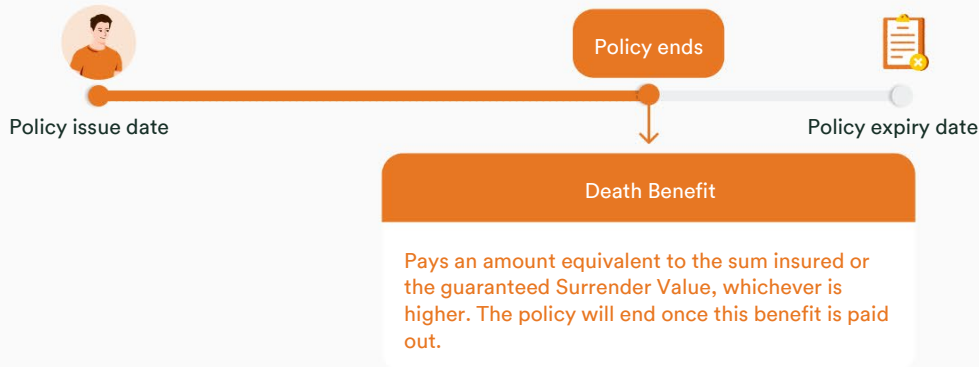 Policy ends
Policy issue date
Policy expiry date
Death Benefit
Pays an amount equivalent to the sum insured or
the guaranteed Surrender Value, whichever is
higher. The policy will end once this benefit is paid
out.